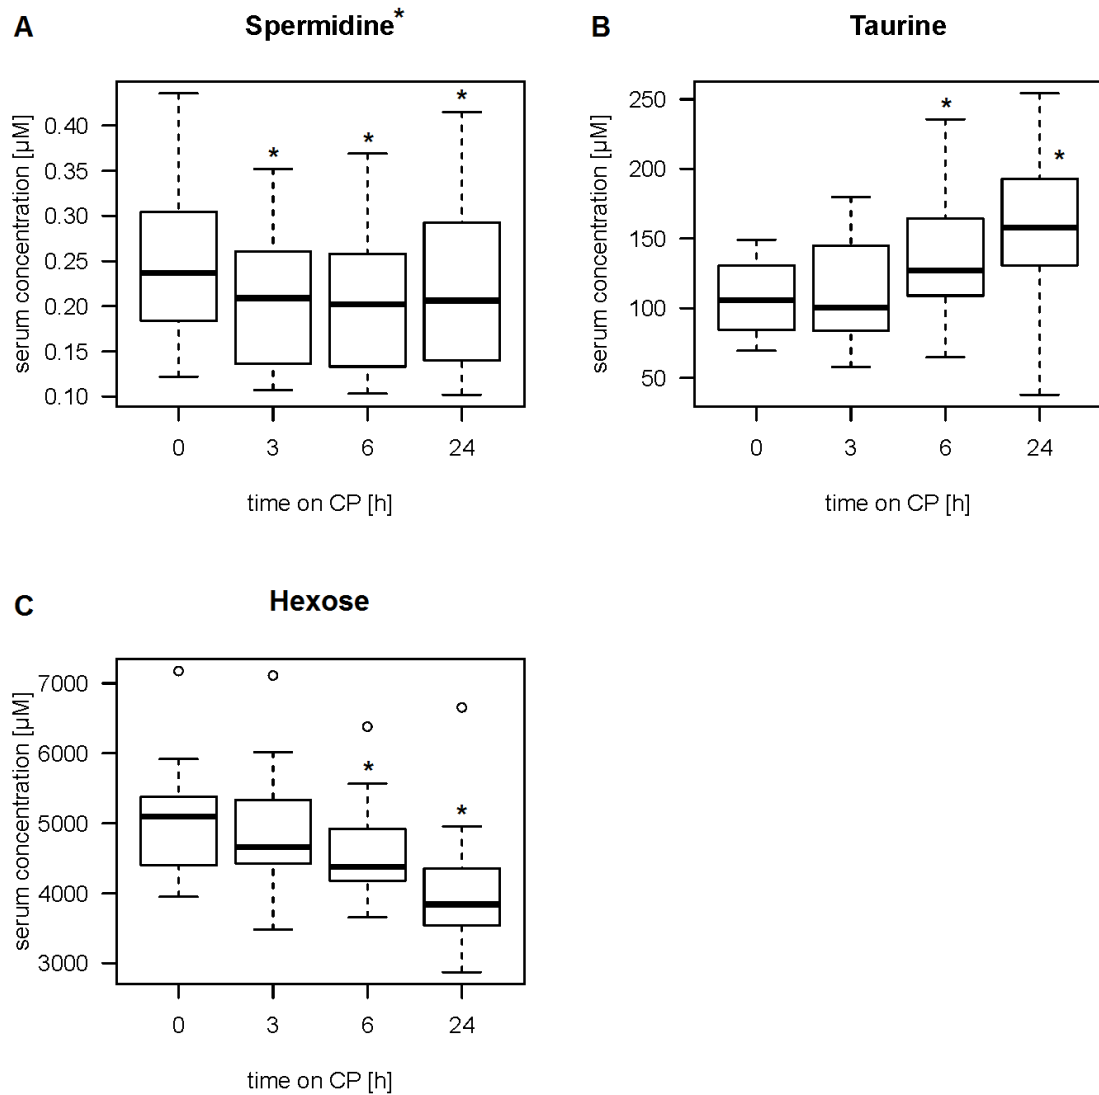 A
Spermidine*
serum concentration [µM]
0.40
0.35
0.30
0.25
0.20
0.15
0.10
* * *
0 3 6 24
time on CP [h]
B
Taurine
serum concentration [µM]
250
200
150
100
50
* *
0 3 6 24
time on CP [h]
C
Hexose
serum concentration [µM]
7000
6000
5000
4000
3000
* *
0 3 6 24
time on CP [h]